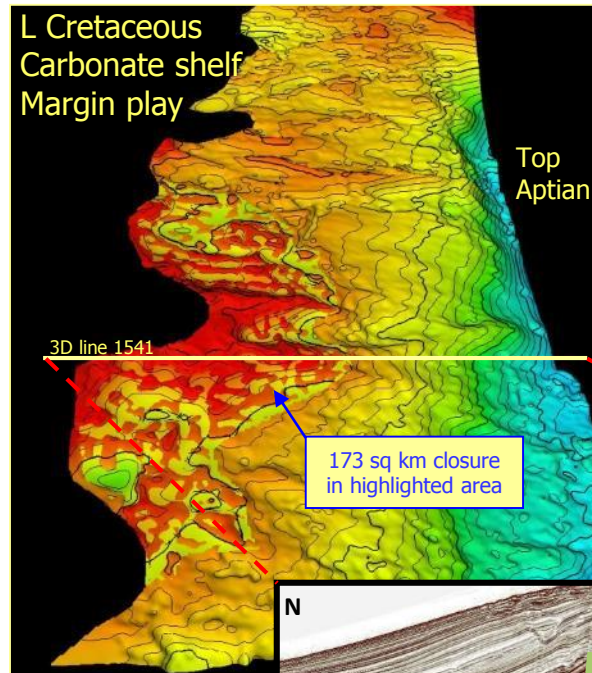 L Cretaceous
Carbonate shelf
Margin play
Top
Aptian
3D line 1541
173 sq km closure
in highlighted area
N